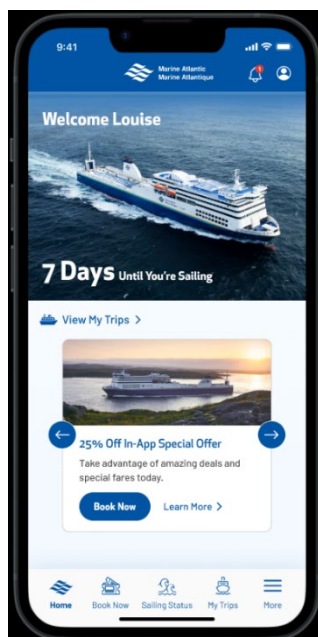 9:41
Marine Atlantic
Marine Atlantique
Welcome Louise
7 Days Until You're Sailing
View My Trips >
25% Off In-App Special Offer
Take advantage of amazing deals and
special fares today.
Book Now Learn More >
Home Book Now Sailing Status My Trips More